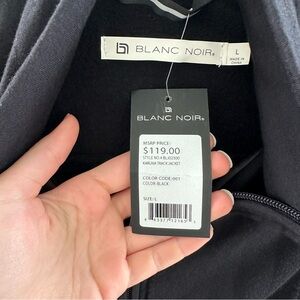 BLANC NOIR®
L
MADE IN
CHINA
BLANC NOIR®
MSRP PRICE:
$119.00
COLOR CODE: 001
COLOR: BLACK
SIZE: L